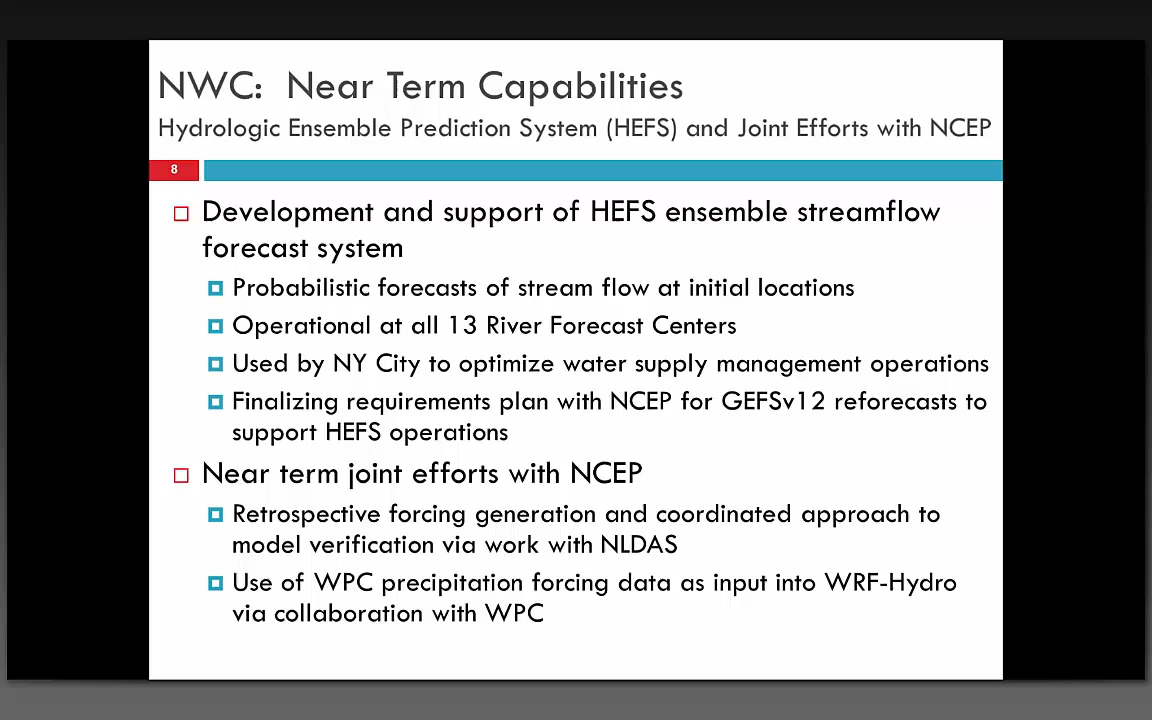 NWC: Near Term Capabilities
Hydrologic Ensemble Prediction System (HEFS) and Joint Efforts with NCEP
8
Development and support of HEFS ensemble streamflow
forecast system
Probabilistic forecasts of stream flow at initial locations
Operational at all 13 River Forecast Centers
Used by NY City to optimize water supply management operations
Finalizing requirements plan with NCEP for GEFSv12 reforecasts to
support HEFS operations
Near term joint efforts with NCEP
Retrospective forcing generation and coordinated approach to
model verification via work with NLDAS
Use of WPC precipitation forcing data as input into WRF-Hydro
via collaboration with WPC